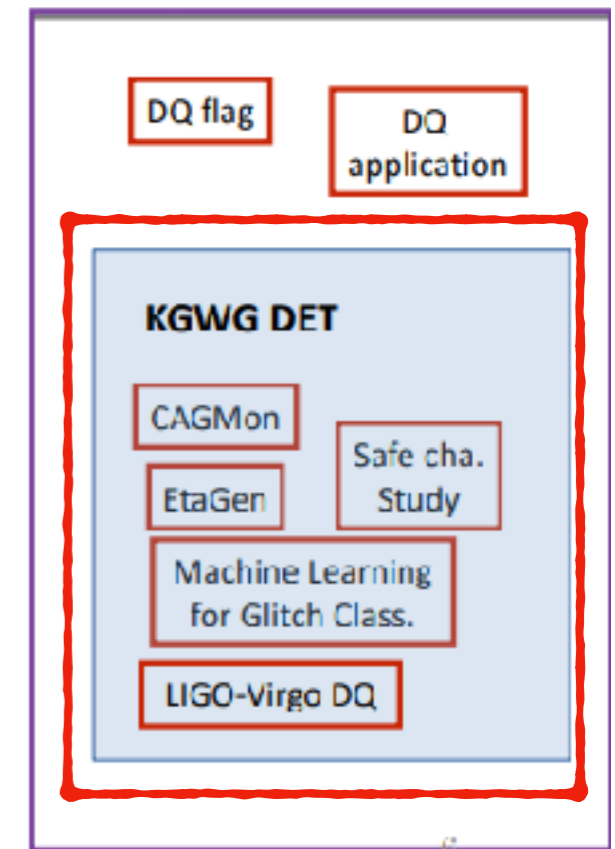 DQ flag
DQ
application
KGWG DET
CAGMon
Safe cha.
Study
EtaGen
Machine Learning
for Glitch Class.
LIGO-Virgo DQ